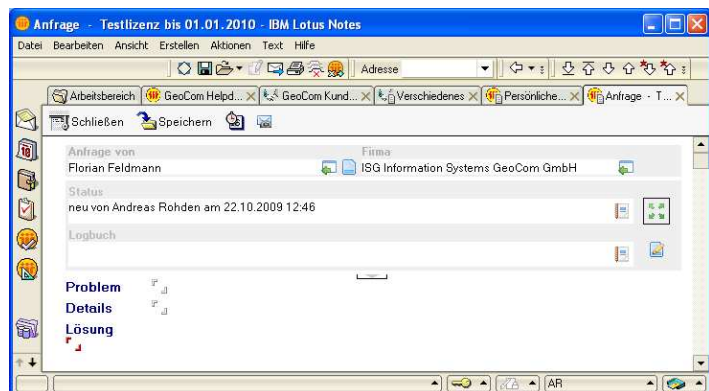 Anfrage - Testlizenz bis 01.01.2010 - IBM Lotus Notes
Datei Bearbeiten Ansicht Erstellen Aktionen Text Hilfe
Adresse
Arbeitsbereich GeoCom Helpd... GeoCom Kund... Verschiedenes Persönliche... Anfrage - T...
Schließen Speichern
Anfrage von Firma
Florian Feldmann ISG Information Systems GeoCom GmbH
Status
neu von Andreas Rohden am 22.10.2009 12:46
Logbuch
Problem
Details
Lösung
AR